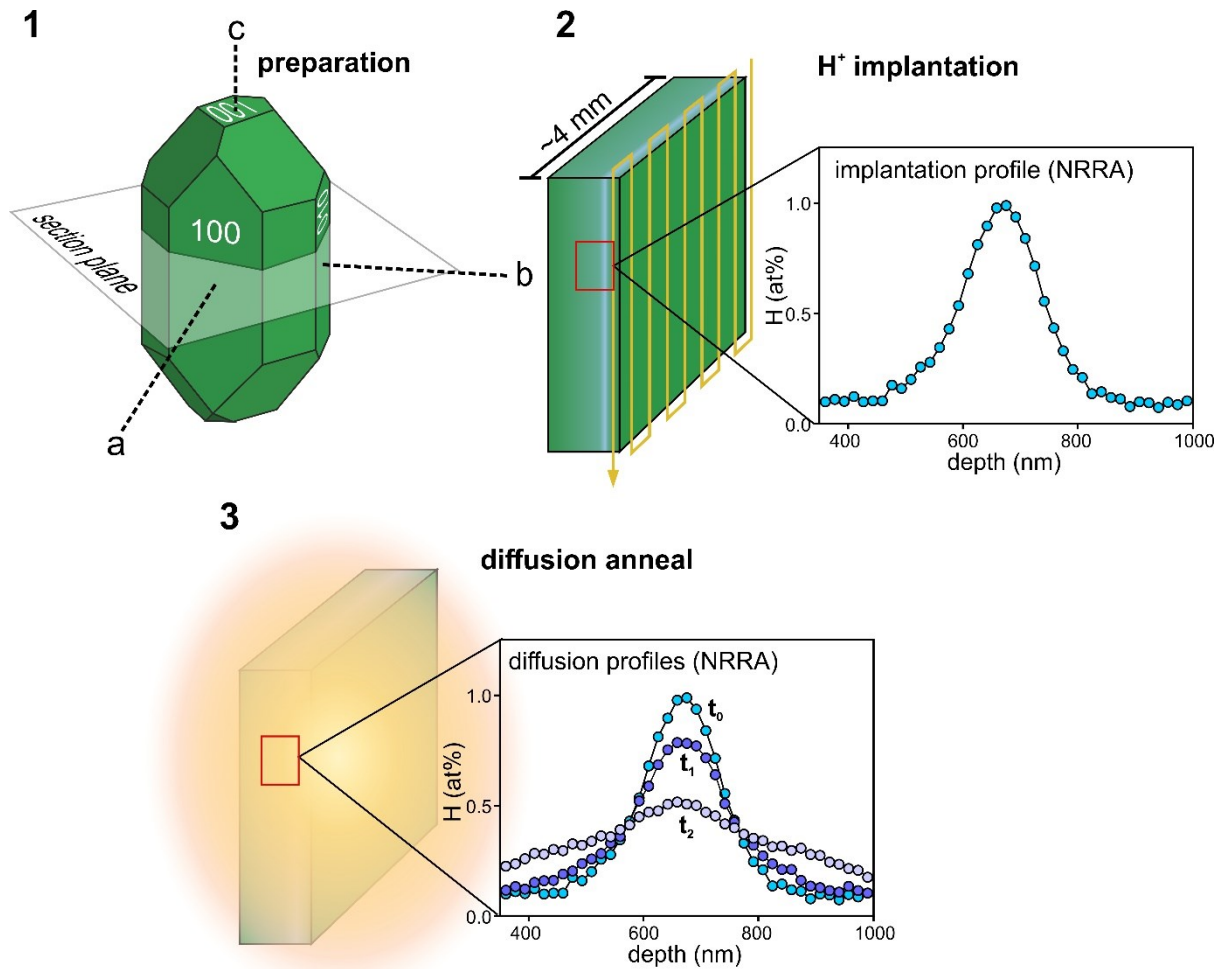 1
c
preparation
001
100
010
section plane
a
b
2
H⁺ implantation
~4 mm
implantation profile (NRRA)
H (at%)
1.0
0.5
0.0
400 600 800 1000
depth (nm)
3
diffusion anneal
diffusion profiles (NRRA)
t₀
t₁
t₂
H (at%)
1.0
0.5
0.0
400 600 800 1000
depth (nm)